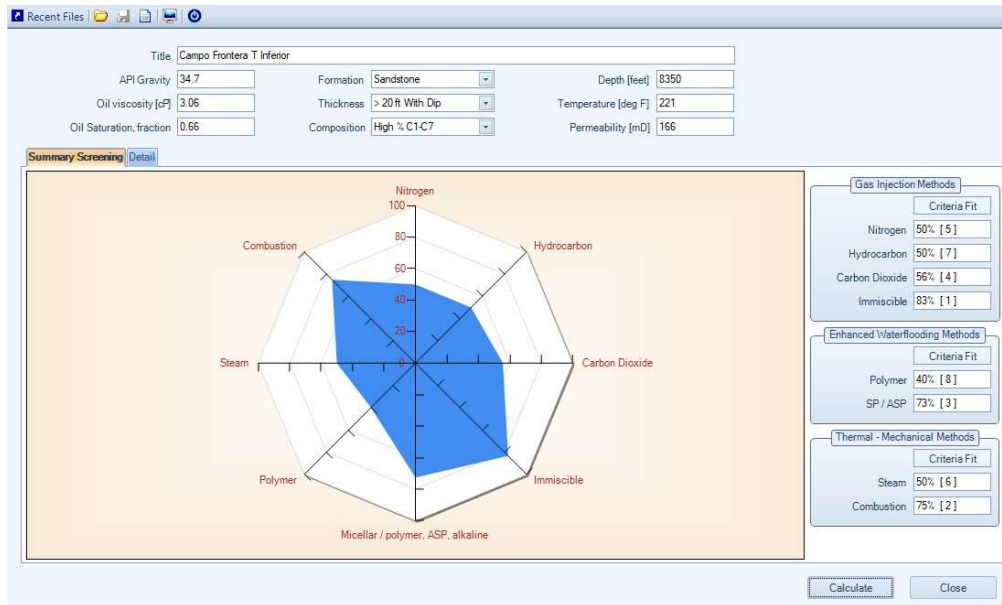 Recent Files
Title Campo Frontera T Inferior
API Gravity 34.7 Formation Sandstone Depth [feet] 8350
Oil viscosity [cP] 3.06 Thickness > 20 ft With Dip Temperature [deg F] 221
Oil Saturation, fraction 0.66 Composition High % C1-C7 Permeability [mD] 166
Summary Screening Detail
Nitrogen
100
Combustion
80
Hydrocarbon
60
40
20
Steam
0
Carbon Dioxide
Polymer
Immiscible
Micellar / polymer, ASP, alkaline
Gas Injection Methods
Criteria Fit
Nitrogen 50% [ 5 ]
Hydrocarbon 50% [ 7 ]
Carbon Dioxide 56% [ 4 ]
Immiscible 83% [ 1 ]
Enhanced Waterflooding Methods
Criteria Fit
Polymer 40% [ 8 ]
SP / ASP 73% [ 3 ]
Thermal - Mechanical Methods
Criteria Fit
Steam 50% [ 6 ]
Combustion 75% [ 2 ]
Calculate Close